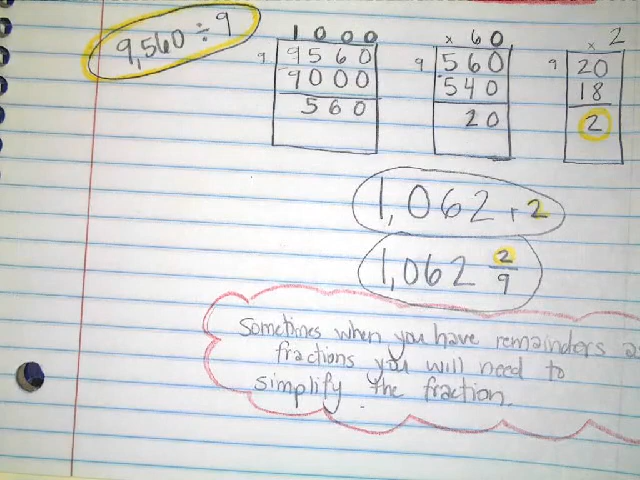 9,560 ÷ 9
1000
9 9560
9000
560
x 60
9 560
540
20
x 2
9 20
18
2
1,062 r 2
1,062 2/9
Sometimes when you have remainders as
fractions you will need to
simplify the fraction.